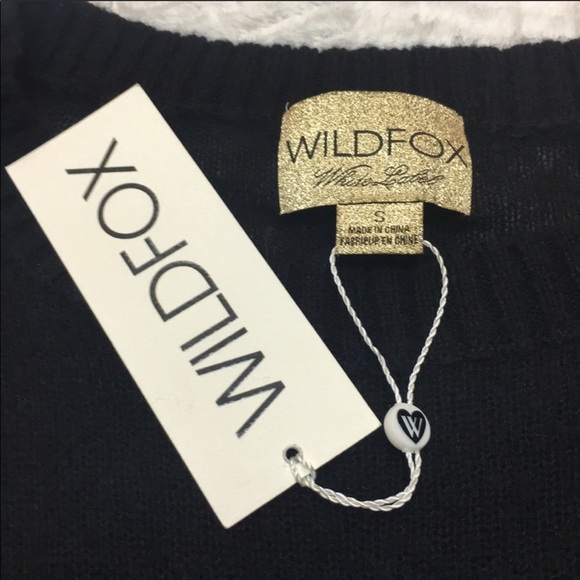 WILDFOX
WILDFOX
White Label
S
MADE IN CHINA
FABRIQUÉ EN CHINE
W